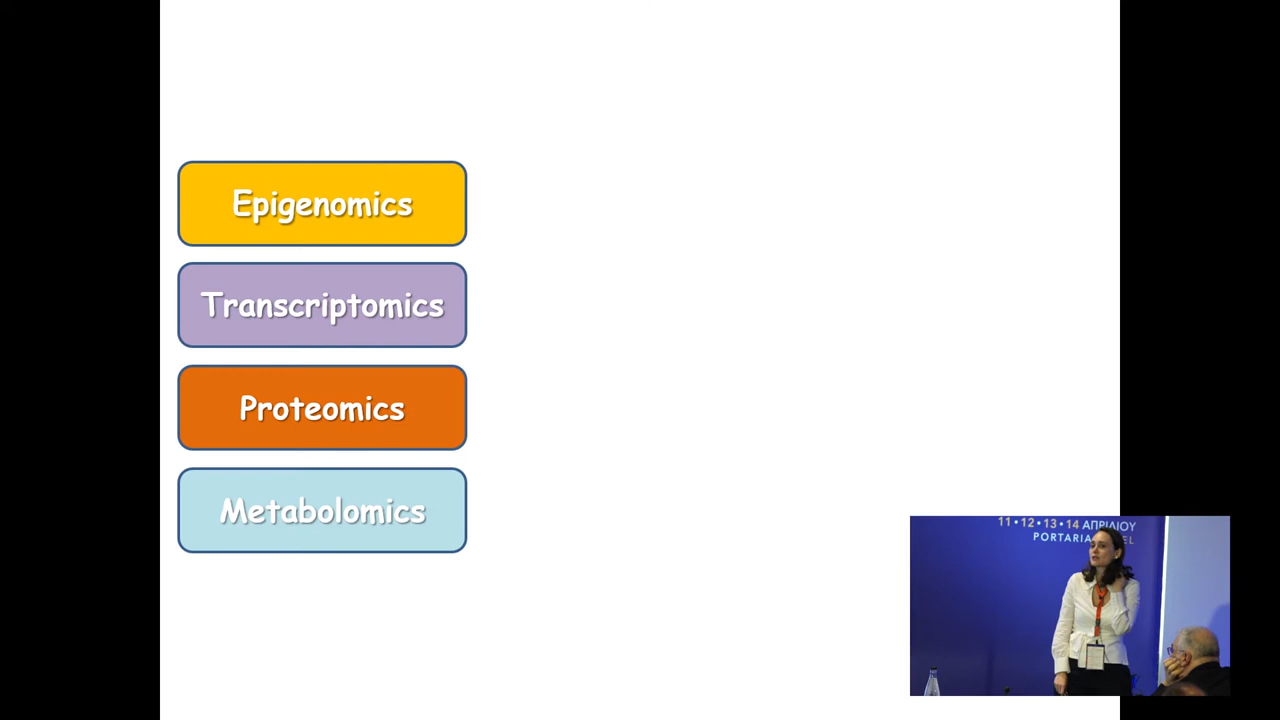 Epigenomics
Transcriptomics
Proteomics
Metabolomics
11 • 12 • 13 • 14 ΑΠΡΙΛΙΟΥ
PORTARIA